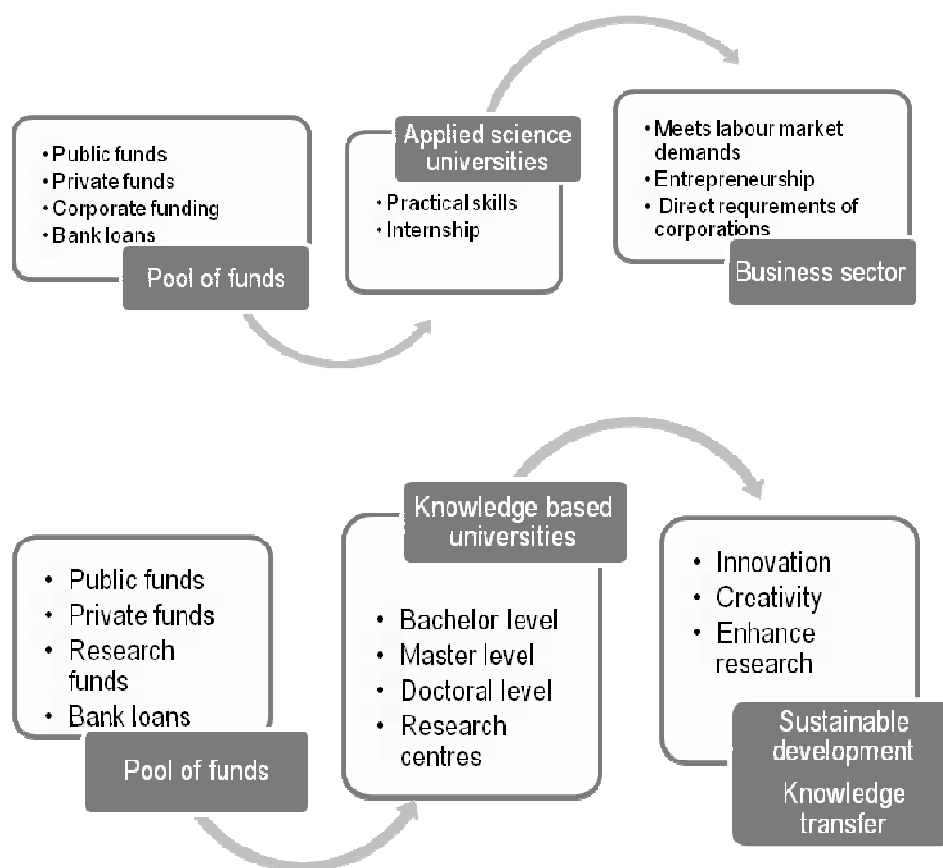 • Public funds
• Private funds
• Corporate funding
• Bank loans
Pool of funds
Applied science
universities
• Practical skills
• Internship
• Meets labour market
demands
• Entrepreneurship
• Direct requrements of
corporations
Business sector
• Public funds
• Private funds
• Research
funds
• Bank loans
Pool of funds
Knowledge based
universities
• Bachelor level
• Master level
• Doctoral level
• Research
centres
• Innovation
• Creativity
• Enhance
research
Sustainable
development
Knowledge
transfer